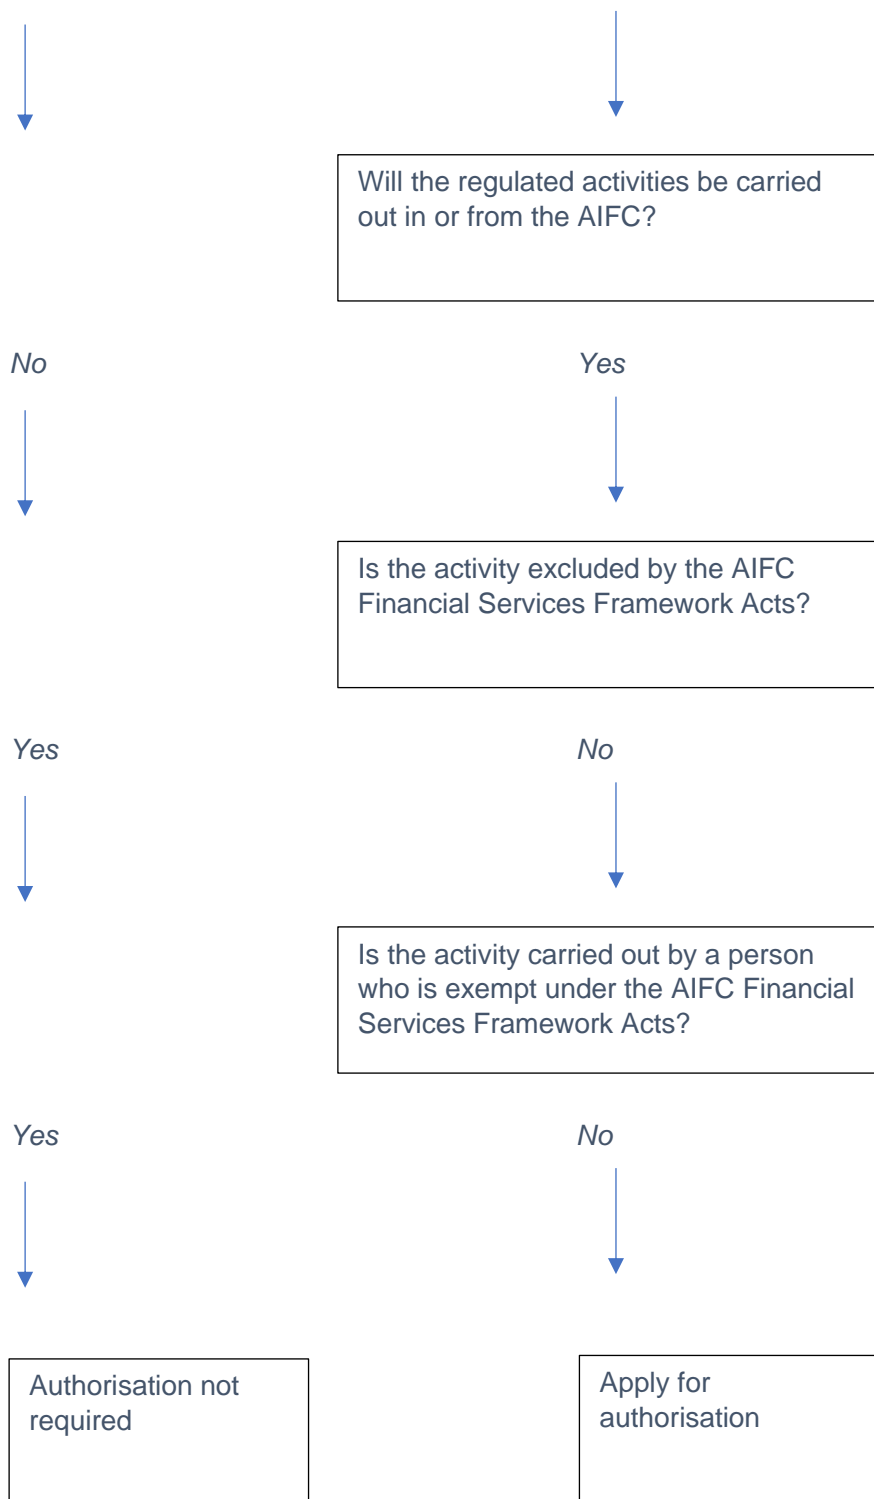 Will the regulated activities be carried
out in or from the AIFC?
No
Yes
Is the activity excluded by the AIFC
Financial Services Framework Acts?
Yes
No
Is the activity carried out by a person
who is exempt under the AIFC Financial
Services Framework Acts?
Yes
No
Authorisation not
required
Apply for
authorisation